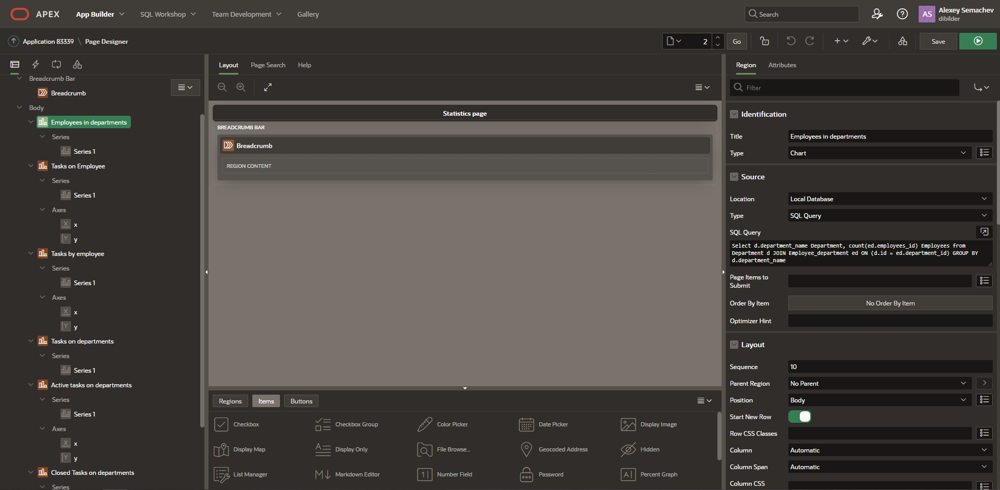 APEX
App Builder
SQL Workshop
Team Development
Gallery
Search
AS
Alexey Semachev
dibilder
Application 83339 \ Page Designer
2
Go
Save
Breadcrumb Bar
Breadcrumb
Body
Employees in departments
Series
Series 1
Tasks on Employee
Series
Series 1
Axes
X x
Y y
Tasks by employee
Series
Series 1
Axes
X x
Y y
Tasks on departments
Series
Series 1
Active tasks on departments
Series
Series 1
Axes
X x
Y y
Closed Tasks on departments
Series
Layout
Page Search
Help
Statistics page
BREADCRUMB BAR
Breadcrumb
REGION CONTENT
Regions
Items
Buttons
Checkbox
Checkbox Group
Color Picker
Date Picker
Display Image
Display Map
Display Only
File Browse...
Geocoded Address
Hidden
List Manager
Markdown Editor
Number Field
Password
Percent Graph
Region
Attributes
Filter
Identification
Title
Employees in departments
Type
Chart
Source
Location
Local Database
Type
SQL Query
SQL Query
Select d.department_name Department, count(ed.employees_id) Employees from
Department d JOIN Employee_department ed ON (d.id = ed.department_id) GROUP BY
d.department_name
Page Items to
Submit
Order By Item
No Order By Item
Optimizer Hint
Layout
Sequence
10
Parent Region
No Parent
Position
Body
Start New Row
Row CSS Classes
Column
Automatic
Column Span
Automatic
Column CSS